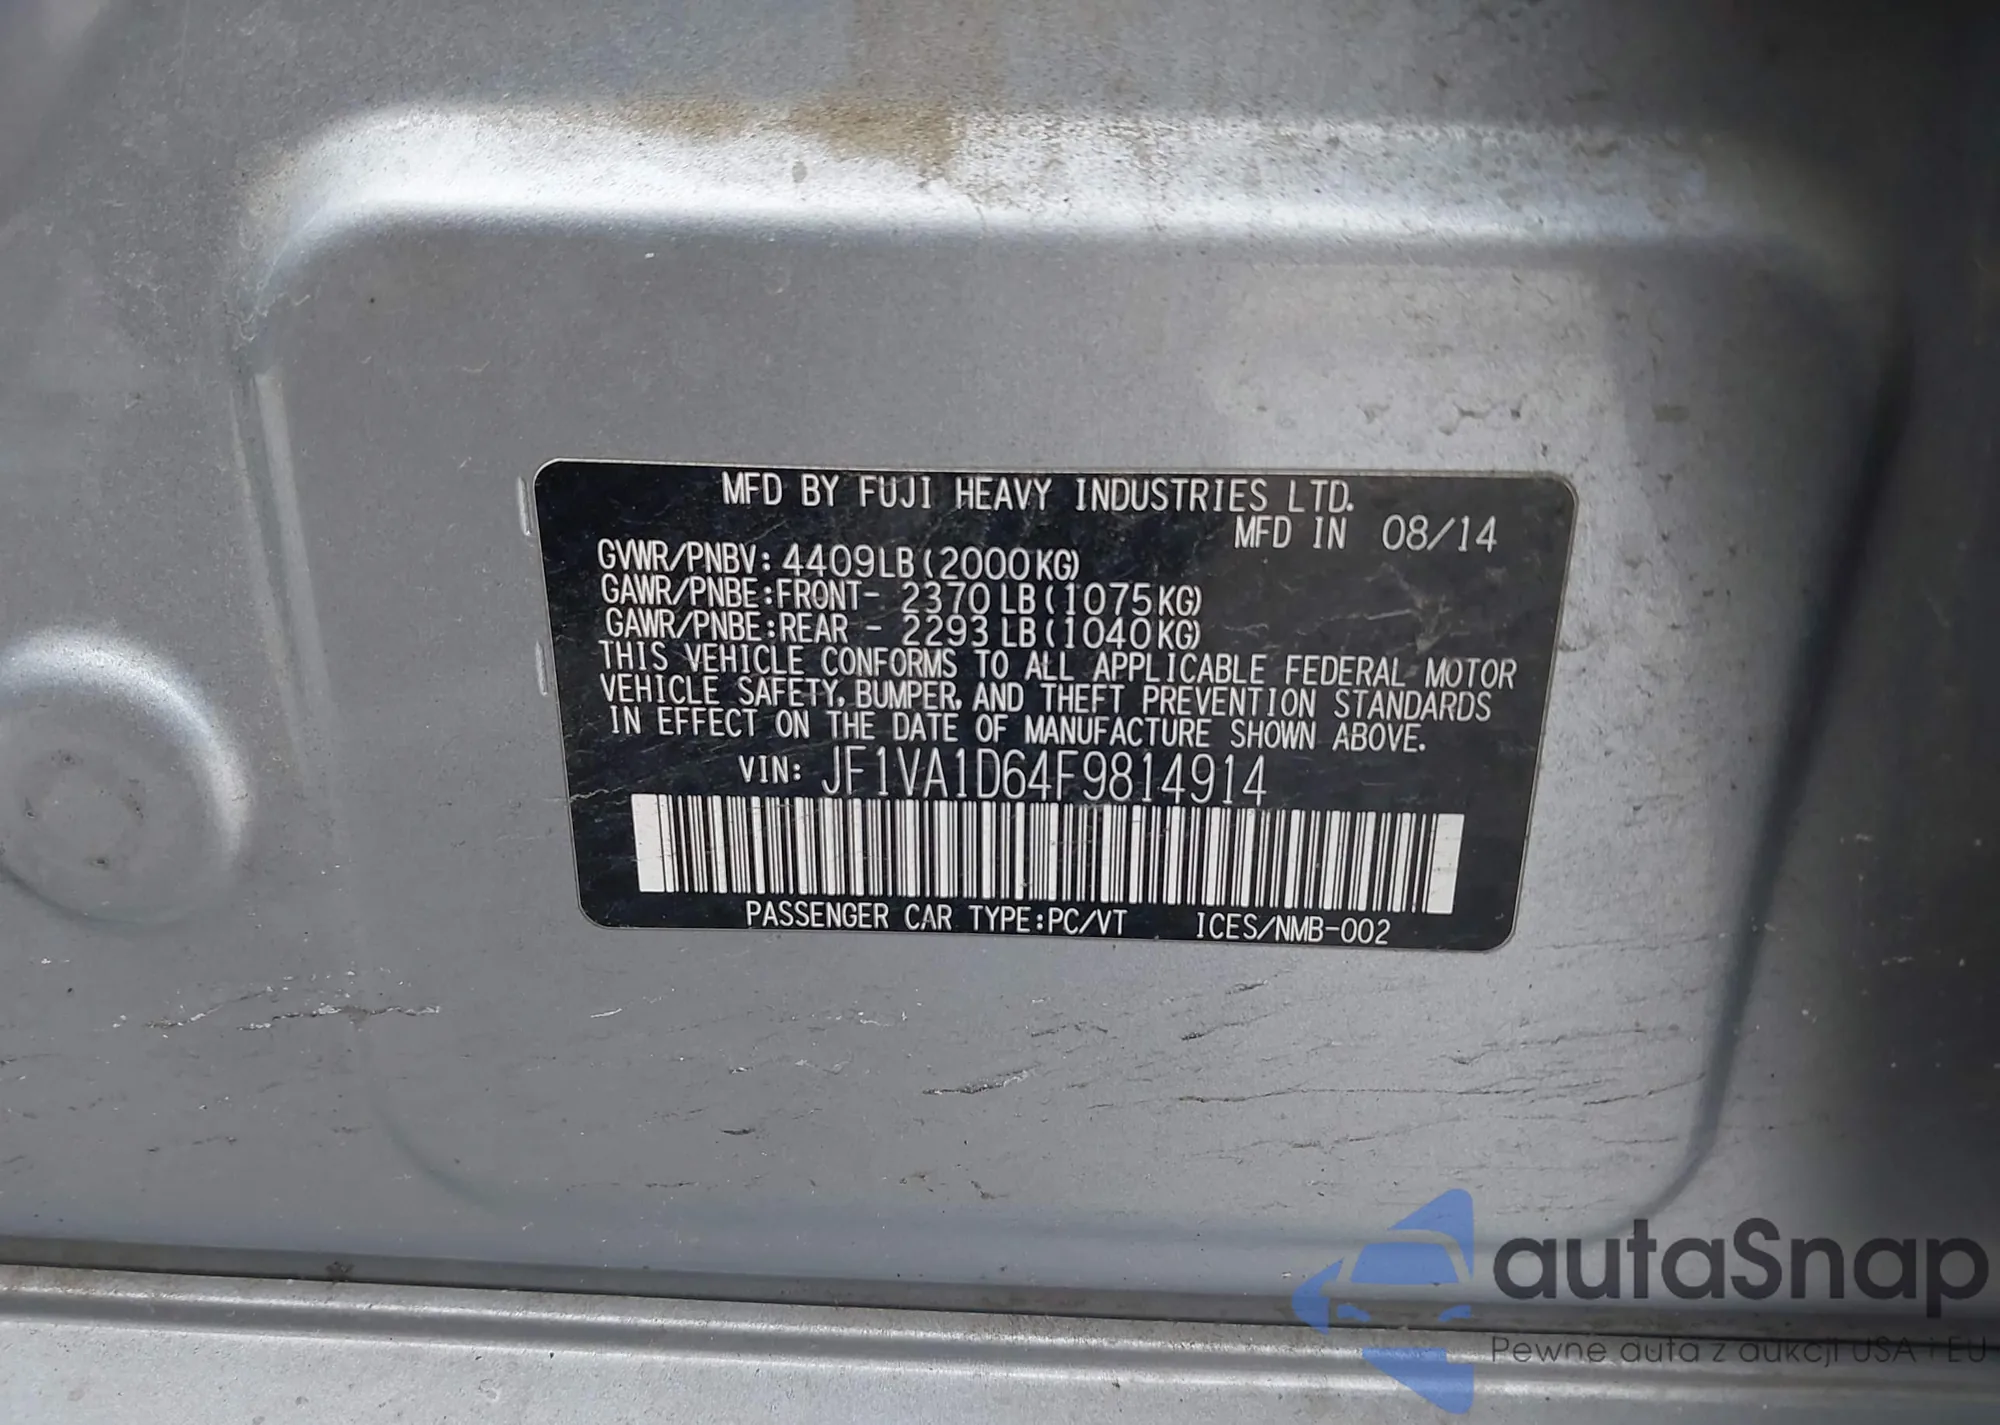 MFD BY FUJI HEAVY INDUSTRIES LTD.
MFD IN 08/14
GVWR/PNBV: 4409LB (2000KG)
GAWR/PNBE:FRONT- 2370 LB (1075KG)
GAWR/PNBE:REAR - 2293 LB (1040KG)
THIS VEHICLE CONFORMS TO ALL APPLICABLE FEDERAL MOTOR
VEHICLE SAFETY, BUMPER, AND THEFT PREVENTION STANDARDS
IN EFFECT ON THE DATE OF MANUFACTURE SHOWN ABOVE.
VIN: JF1VA1D64F9814914
PASSENGER CAR TYPE:PC/VT ICES/NMB-002
autaSnap
Pewne auta z aukcji USA i EU